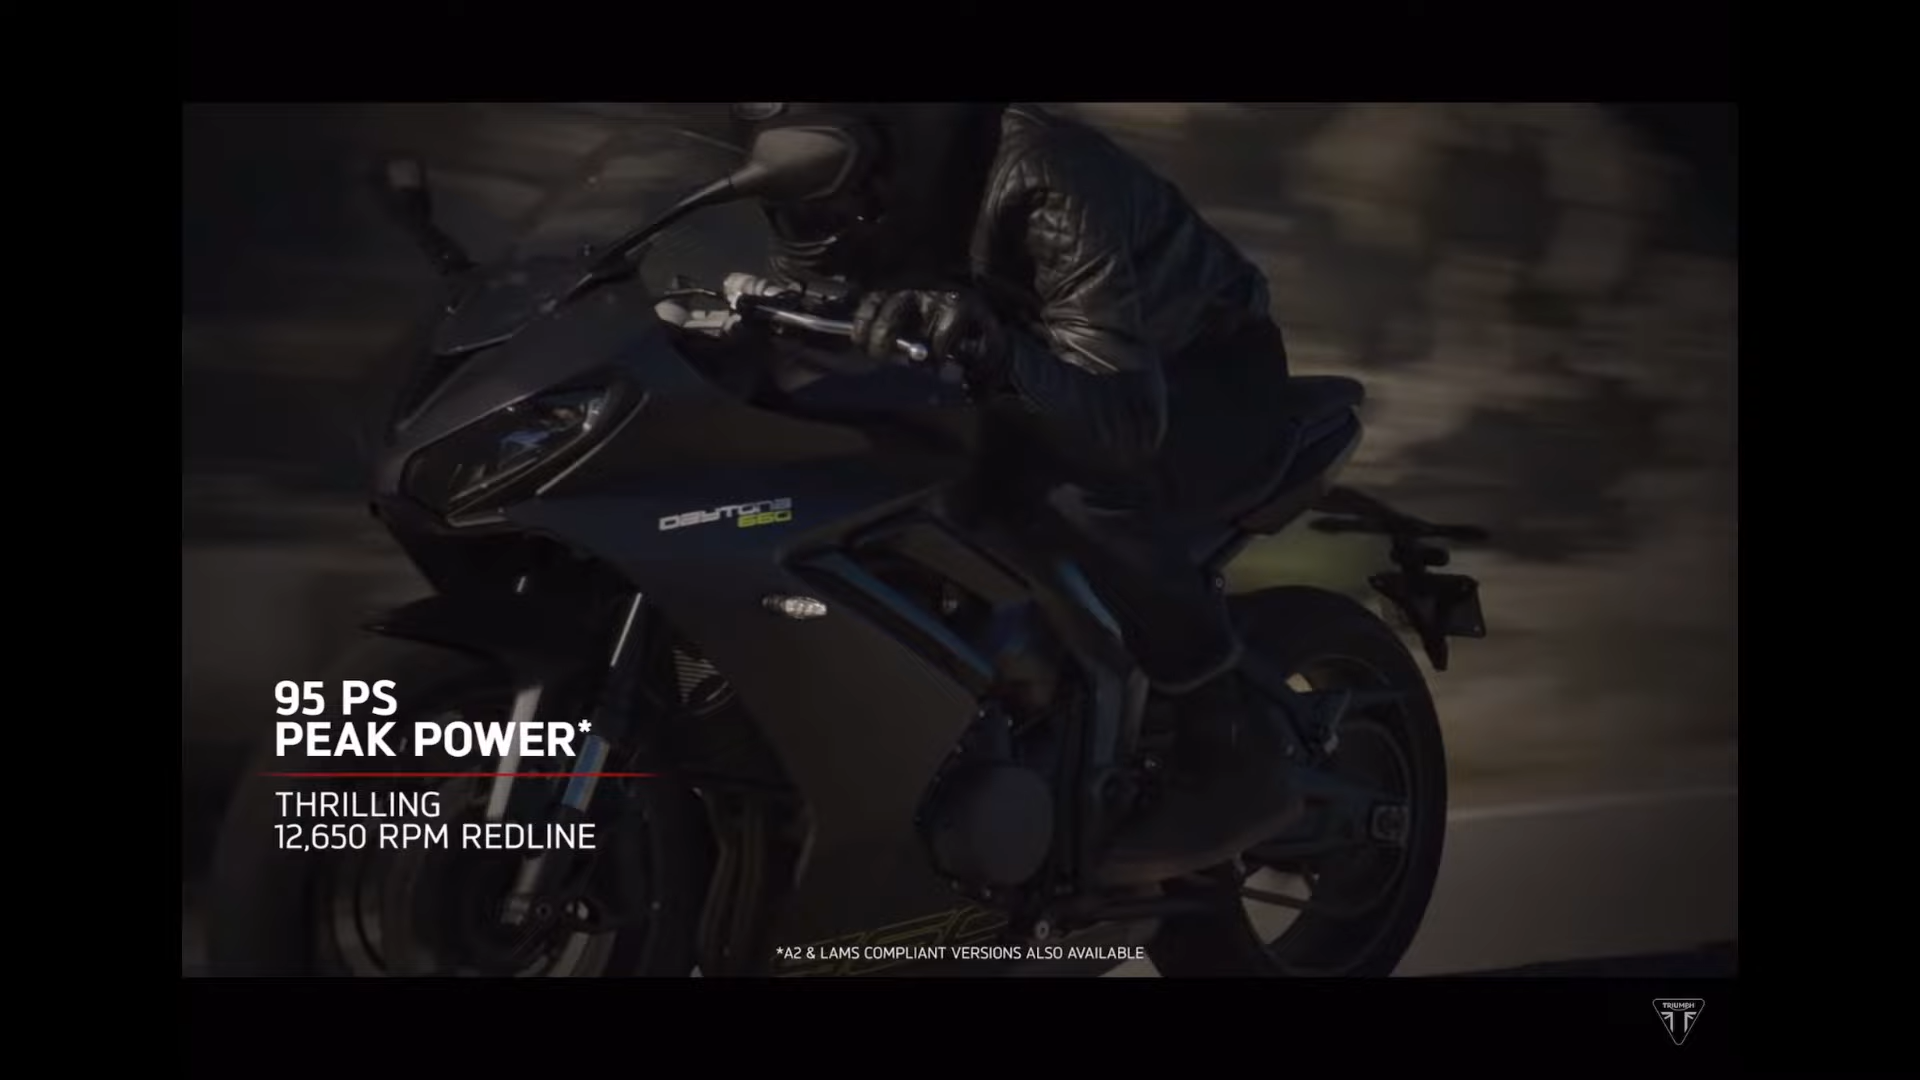 DAYTONA
660
95 PS
PEAK POWER*
THRILLING
12,650 RPM REDLINE
*A2 & LAMS COMPLIANT VERSIONS ALSO AVAILABLE
TRIUMPH